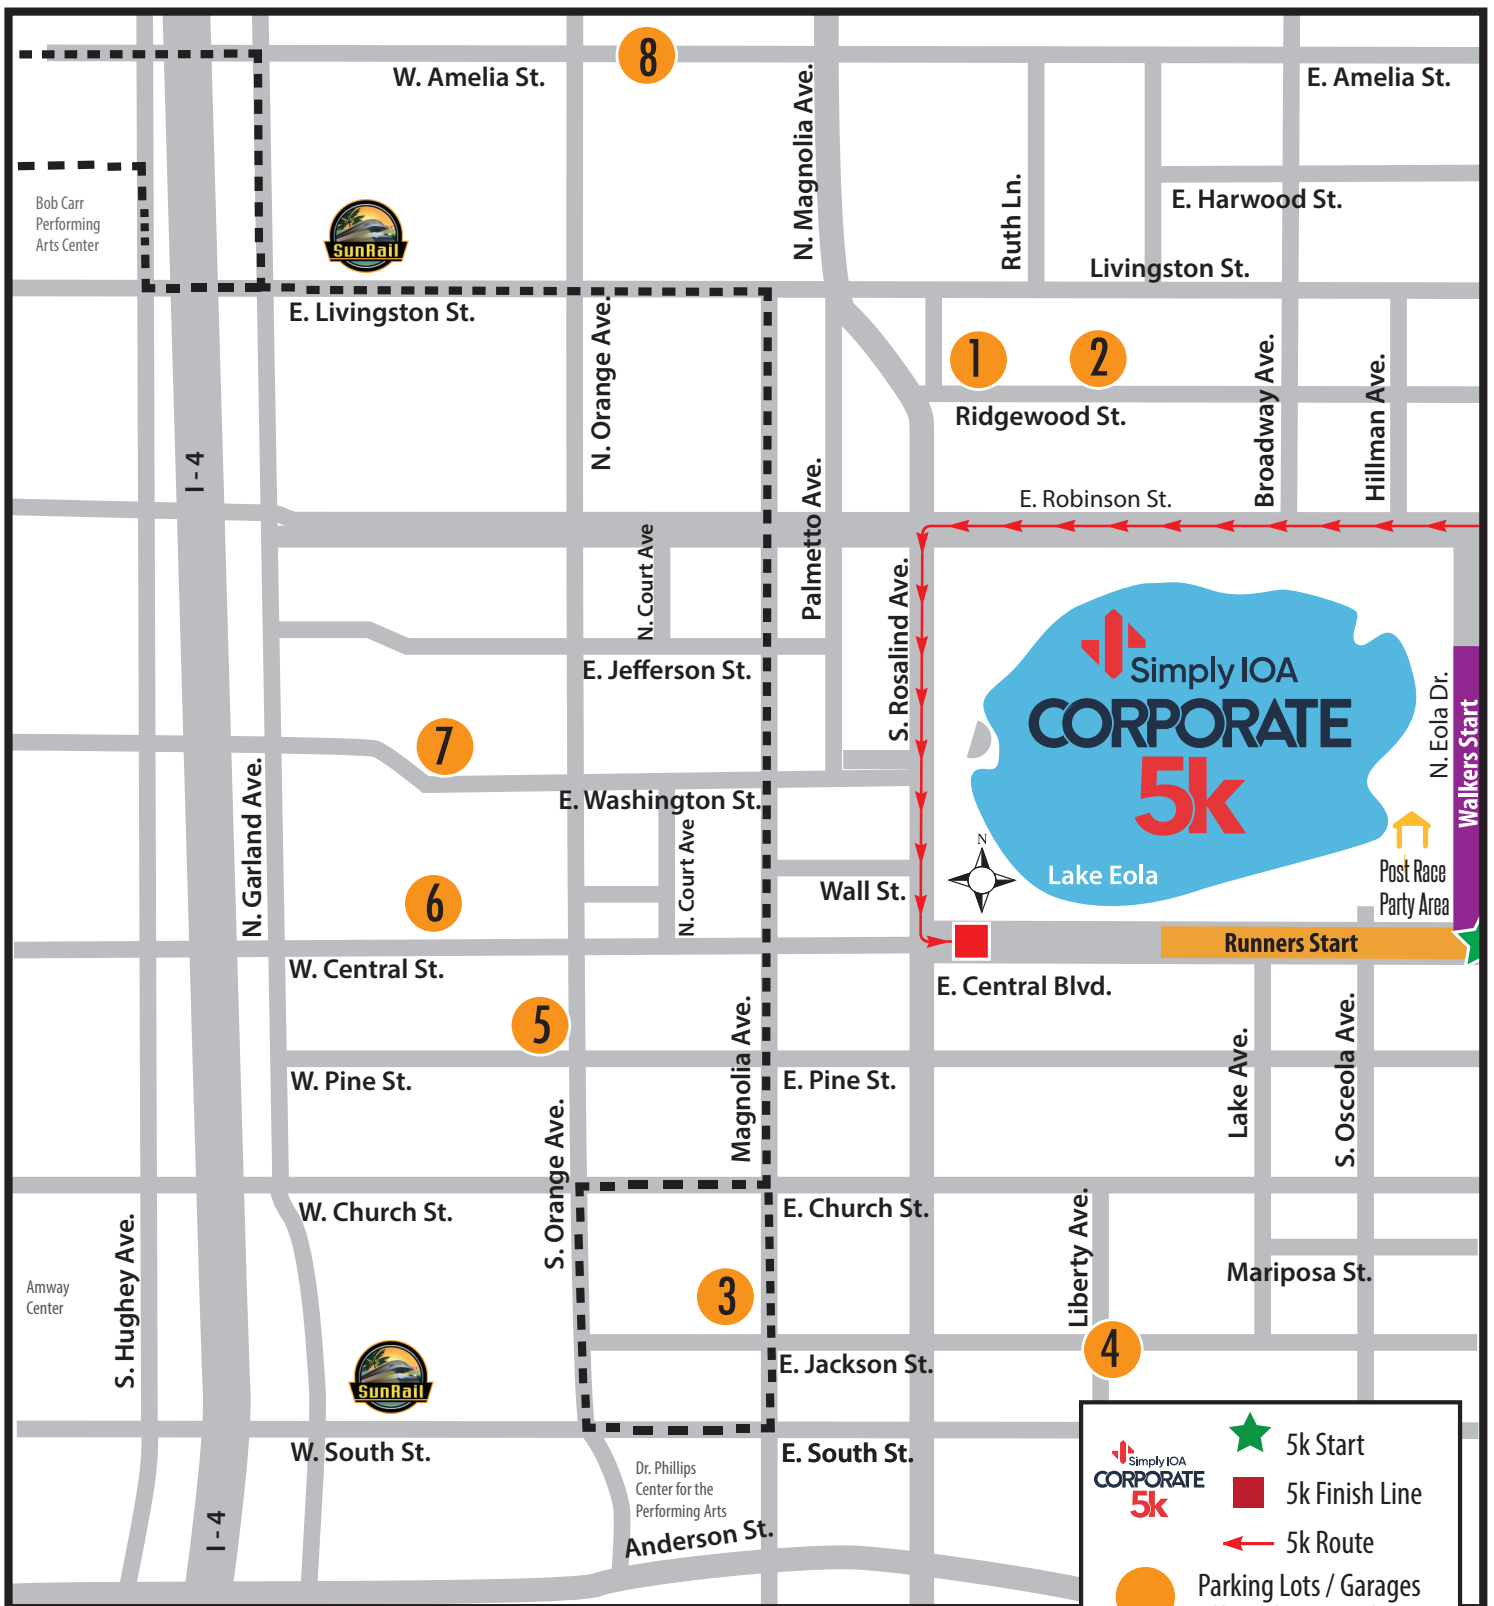 8
W. Amelia St.
E. Amelia St.
N. Magnolia Ave.
Ruth Ln.
E. Harwood St.
Bob Carr
Performing
Arts Center
SunRail
Livingston St.
E. Livingston St.
N. Orange Ave.
1
2
Ridgewood St.
Broadway Ave.
Hillman Ave.
I - 4
E. Robinson St.
Palmetto Ave.
N. Court Ave
S. Rosalind Ave.
E. Jefferson St.
Simply IOA
CORPORATE
5k
Lake Eola
N. Eola Dr.
Walkers Start
7
E. Washington St.
N. Garland Ave.
N. Court Ave
N
Wall St.
Post Race
Party Area
6
Runners Start
W. Central St.
E. Central Blvd.
5
Magnolia Ave.
W. Pine St.
E. Pine St.
Lake Ave.
S. Osceola Ave.
S. Orange Ave.
W. Church St.
E. Church St.
Liberty Ave.
S. Hughey Ave.
Mariposa St.
Amway
Center
3
4
E. Jackson St.
SunRail
W. South St.
E. South St.
Dr. Phillips
Center for the
Performing Arts
Anderson St.
I - 4
Simply IOA
CORPORATE
5k
5k Start
5k Finish Line
5k Route
Parking Lots / Garages